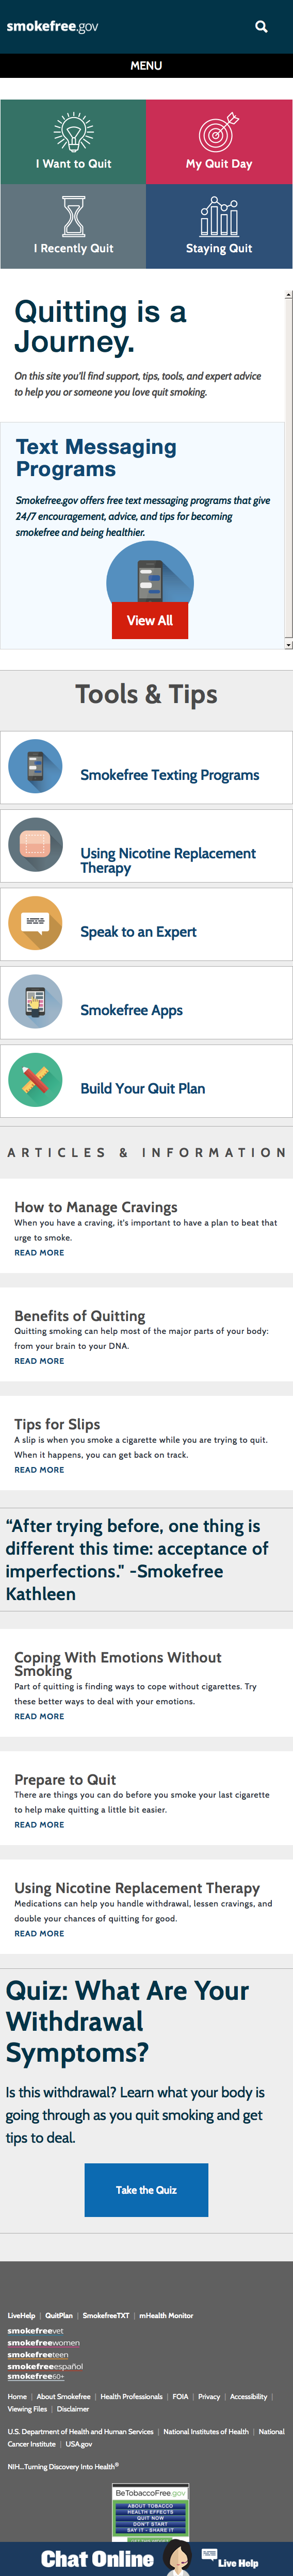 smokefree.gov
MENU
I Want to Quit
My Quit Day
I Recently Quit
Staying Quit
Quitting is a
Journey.
On this site you'll find support, tips, tools, and expert advice
to help you or someone you love quit smoking.
Text Messaging
Programs
Smokefree.gov offers free text messaging programs that give
24/7 encouragement, advice, and tips for becoming
smokefree and being healthier.
View All
Tools & Tips
Smokefree Texting Programs
Using Nicotine Replacement
Therapy
Speak to an Expert
Smokefree Apps
Build Your Quit Plan
ARTICLES & INFORMATION
How to Manage Cravings
When you have a craving, it's important to have a plan to beat that
urge to smoke.
READ MORE
Benefits of Quitting
Quitting smoking can help most of the major parts of your body:
from your brain to your DNA.
READ MORE
Tips for Slips
A slip is when you smoke a cigarette while you are trying to quit.
When it happens, you can get back on track.
READ MORE
“After trying before, one thing is
different this time: acceptance of
imperfections." -Smokefree
Kathleen
Coping With Emotions Without
Smoking
Part of quitting is finding ways to cope without cigarettes. Try
these better ways to deal with your emotions.
READ MORE
Prepare to Quit
There are things you can do before you smoke your last cigarette
to help make quitting a little bit easier.
READ MORE
Using Nicotine Replacement Therapy
Medications can help you handle withdrawal, lessen cravings, and
double your chances of quitting for good.
READ MORE
Quiz: What Are Your
Withdrawal
Symptoms?
Is this withdrawal? Learn what your body is
going through as you quit smoking and get
tips to deal.
Take the Quiz
LiveHelp | QuitPlan | SmokefreeTXT | mHealth Monitor
smokefreevet
smokefreewomen
smokefreeteen
smokefreeespañol
smokefree60+
Home | About Smokefree | Health Professionals | FOIA | Privacy | Accessibility |
Viewing Files | Disclaimer
U.S. Department of Health and Human Services | National Institutes of Health | National
Cancer Institute | USA.gov
NIH...Turning Discovery Into Health®
BeTobaccoFree.gov
ABOUT TOBACCO
HEALTH EFFECTS
QUIT NOW
DON'T START
SAY IT - SHARE IT
Chat Online
Live Help